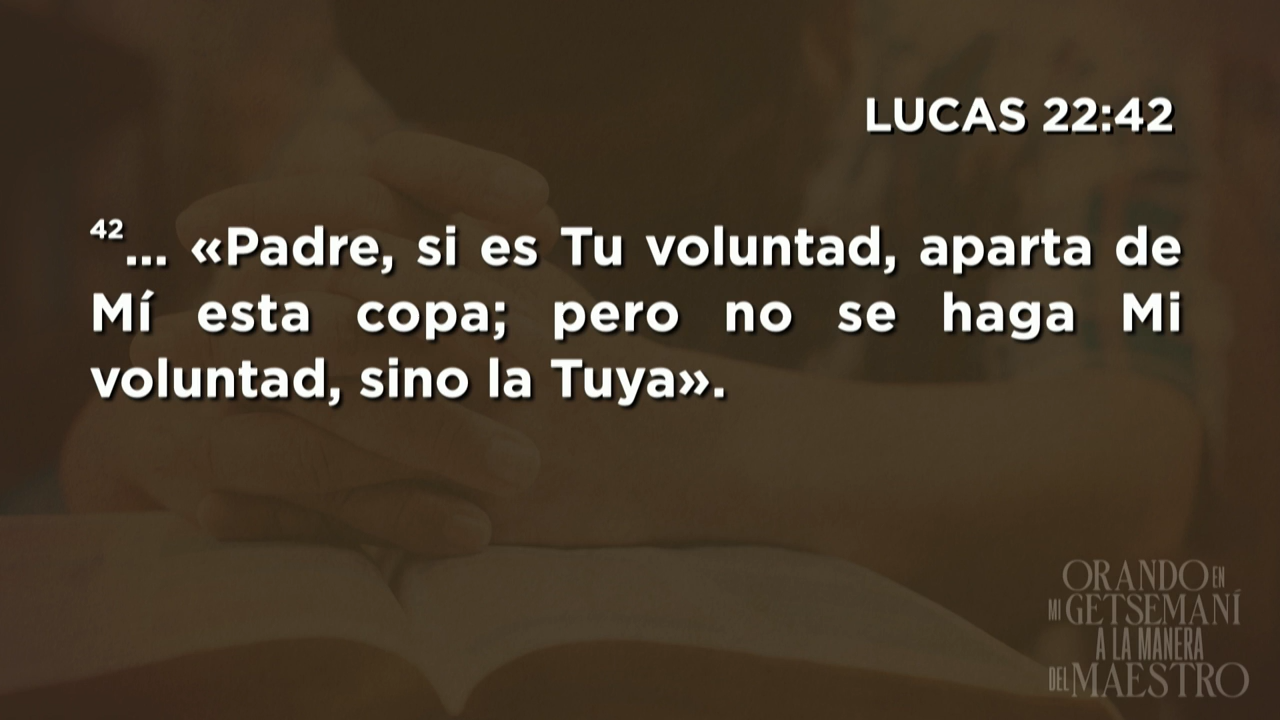 LUCAS 22:42
42... «Padre, si es Tu voluntad, aparta de
Mí esta copa; pero no se haga Mi
voluntad, sino la Tuya».
ORANDO EN
MI GETSEMANÍ
A LA MANERA
DEL MAESTRO